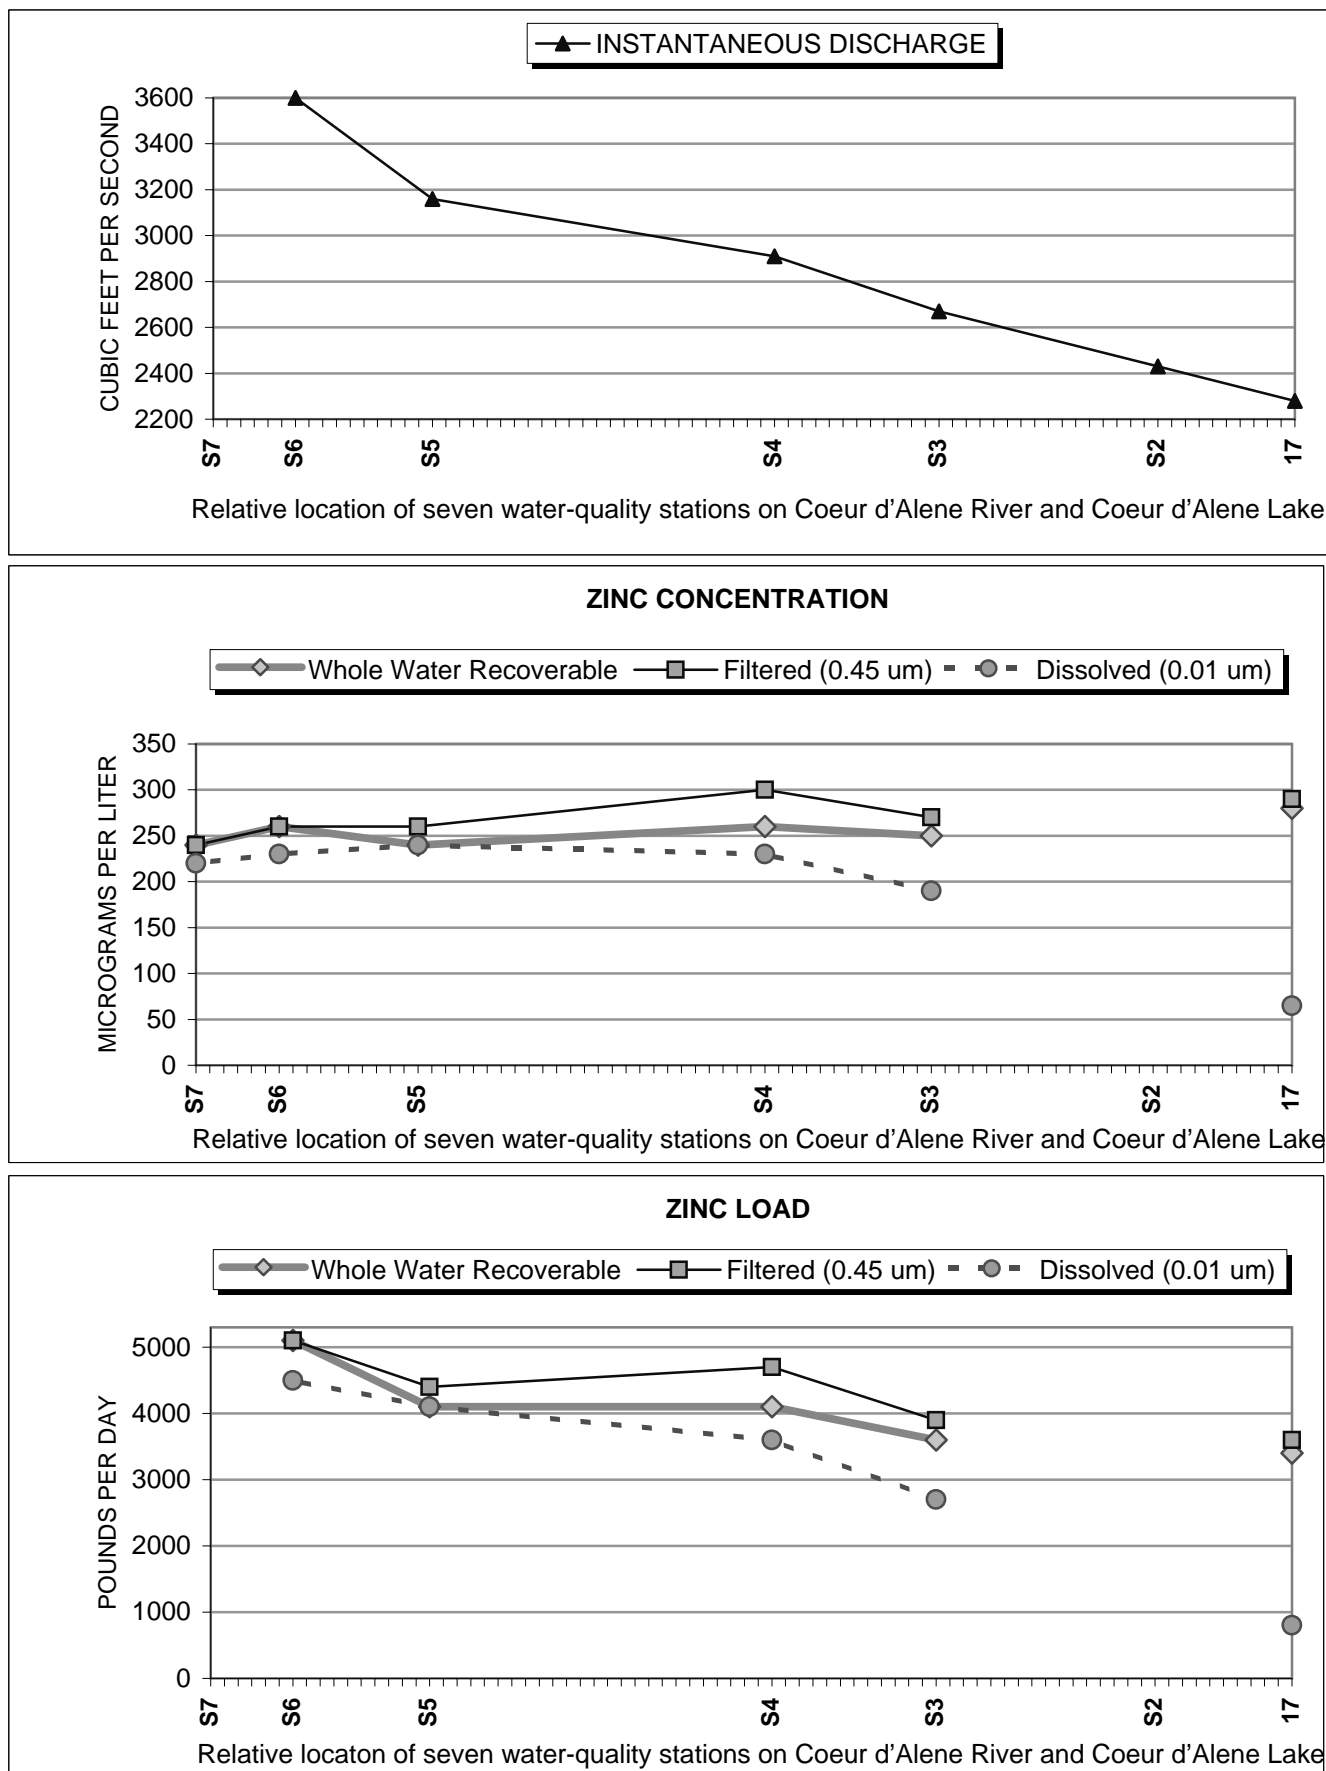 INSTANTANEOUS DISCHARGE
CUBIC FEET PER SECOND
3600
3400
3200
3000
2800
2600
2400
2200
S7 S6 S5 S4 S3 S2 17
Relative location of seven water-quality stations on Coeur d’Alene River and Coeur d’Alene Lake
ZINC CONCENTRATION
Whole Water Recoverable Filtered (0.45 um) Dissolved (0.01 um)
MICROGRAMS PER LITER
350
300
250
200
150
100
50
0
S7 S6 S5 S4 S3 S2 17
Relative location of seven water-quality stations on Coeur d’Alene River and Coeur d’Alene Lake
ZINC LOAD
Whole Water Recoverable Filtered (0.45 um) Dissolved (0.01 um)
POUNDS PER DAY
5000
4000
3000
2000
1000
0
S7 S6 S5 S4 S3 S2 17
Relative locaton of seven water-quality stations on Coeur d’Alene River and Coeur d’Alene Lake